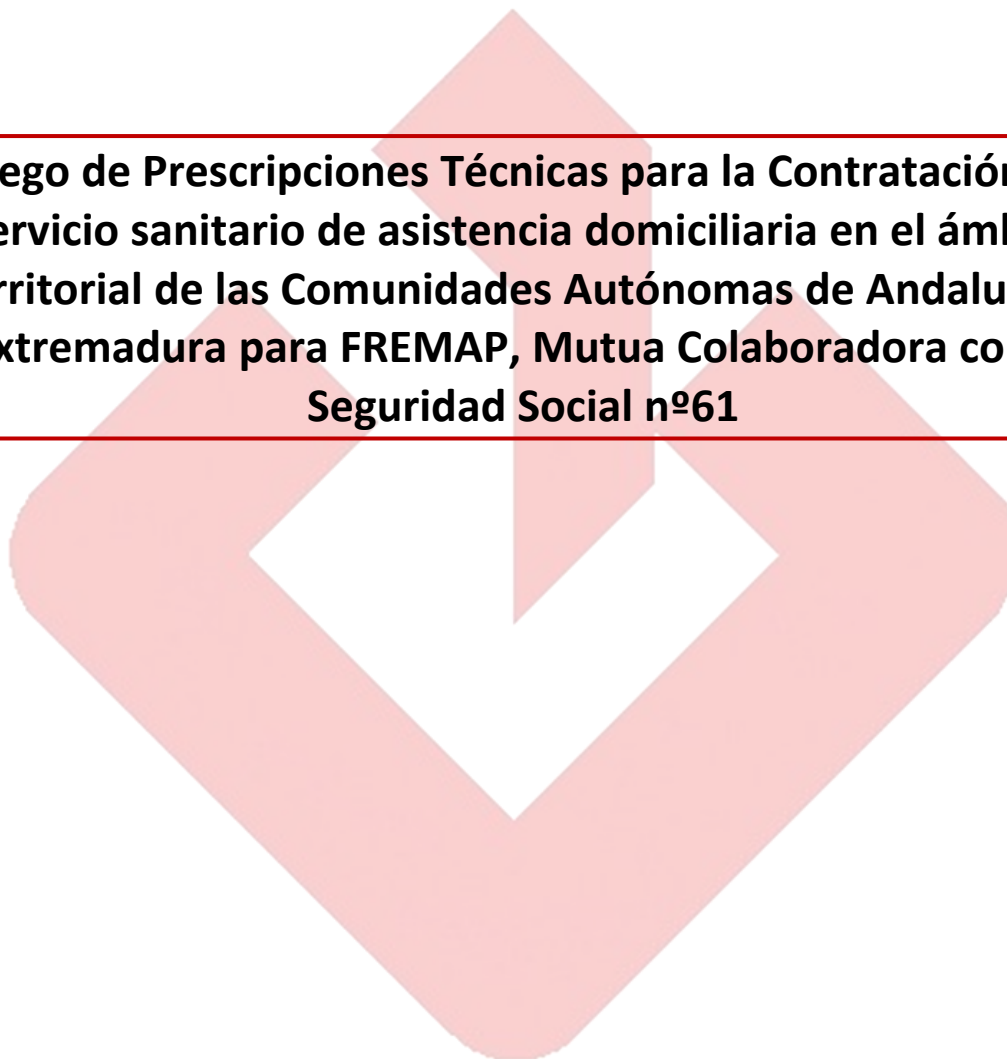 ego de Prescripciones Técnicas para la Contratación
ervicio sanitario de asistencia domiciliaria en el ámb
rritorial de las Comunidades Autónomas de Andalu
xtremadura para FREMAP, Mutua Colaboradora co
Seguridad Social nº61